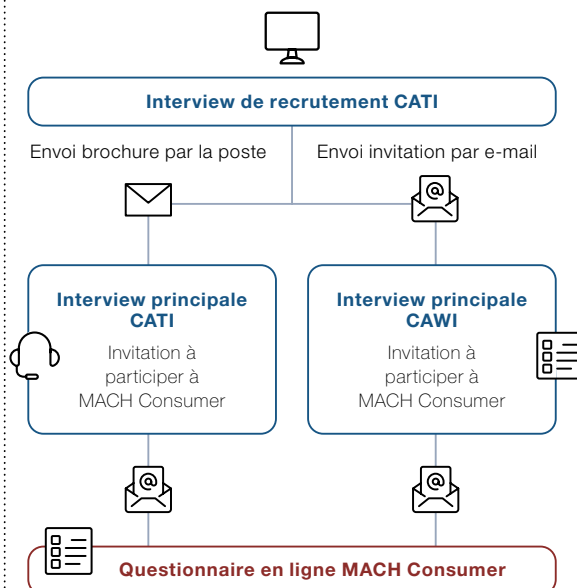 Interview de recrutement CATI
Envoi brochure par la poste
Envoi invitation par e-mail
Interview principale
CATI
Invitation à
participer à
MACH Consumer
Interview principale
CAWI
Invitation à
participer à
MACH Consumer
Questionnaire en ligne MACH Consumer